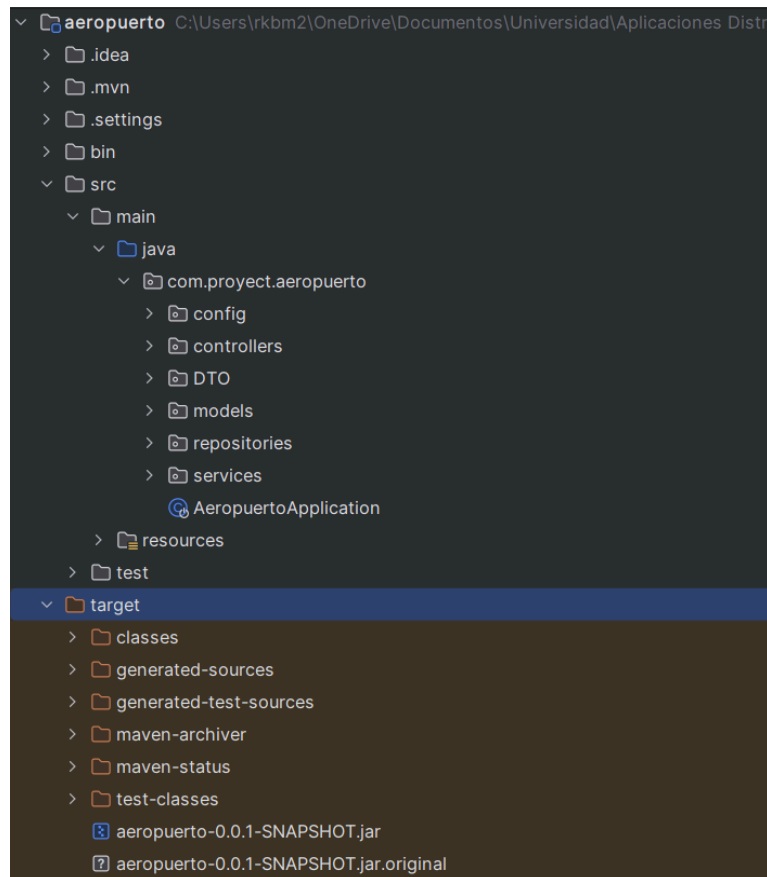 aeropuerto C:\Users\rkbm2\OneDrive\Documentos\Universidad\Aplicaciones Distr
.idea
.mvn
.settings
bin
src
main
java
com.proyect.aeropuerto
config
controllers
DTO
models
repositories
services
AeropuertoApplication
resources
test
target
classes
generated-sources
generated-test-sources
maven-archiver
maven-status
test-classes
aeropuerto-0.0.1-SNAPSHOT.jar
aeropuerto-0.0.1-SNAPSHOT.jar.original